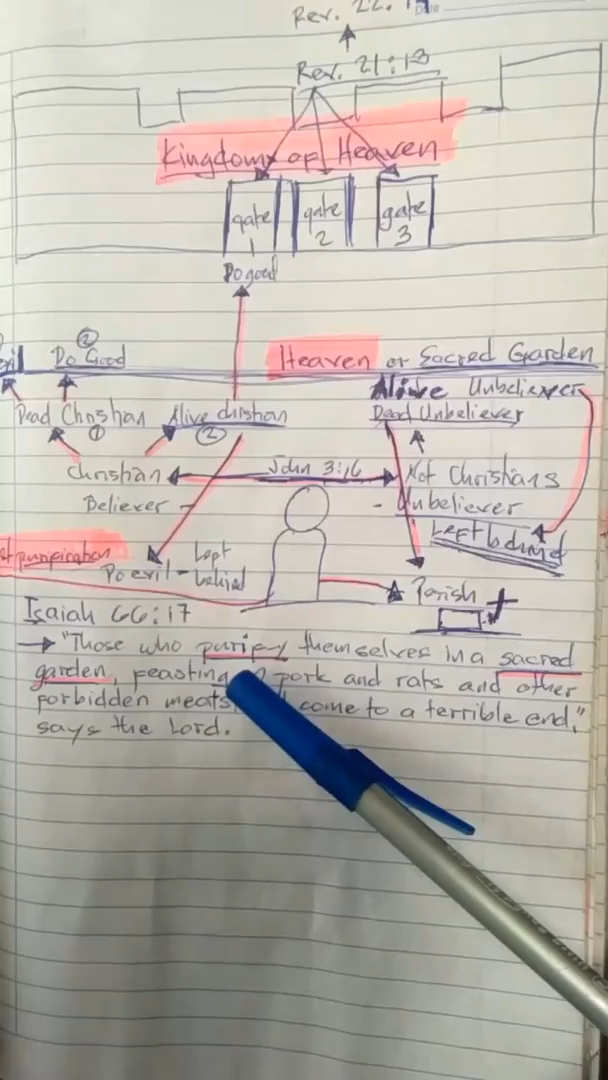 Rev. 22:1
Rev. 21:13
Kingdom of Heaven
gate 1
gate 2
gate 3
Do good
Do Good
2
Heaven or Sacred Garden
Alive Unbeliever
Dead Christian
1
Alive christian
2
Dead Unbeliever
Christian
John 3:16
Not Christians
Believer -
- Unbeliever
Left behind
purification
Do evil - Left behind
Perish
Isaiah 66:17
"Those who purify themselves in a sacred
garden, feasting pork and rats and other
forbidden meats, come to a terrible end,"
says the Lord.